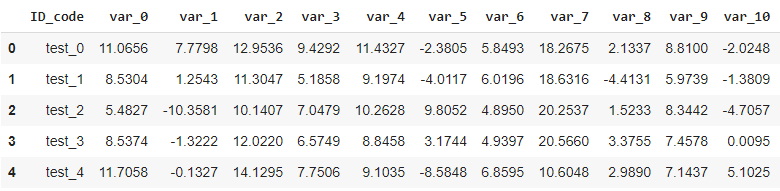 ID_code var_0 var_1 var_2 var_3 var_4 var_5 var_6 var_7 var_8 var_9 var_10
0 test_0 11.0656 7.7798 12.9536 9.4292 11.4327 -2.3805 5.8493 18.2675 2.1337 8.8100 -2.0248
1 test_1 8.5304 1.2543 11.3047 5.1858 9.1974 -4.0117 6.0196 18.6316 -4.4131 5.9739 -1.3809
2 test_2 5.4827 -10.3581 10.1407 7.0479 10.2628 9.8052 4.8950 20.2537 1.5233 8.3442 -4.7057
3 test_3 8.5374 -1.3222 12.0220 6.5749 8.8458 3.1744 4.9397 20.5660 3.3755 7.4578 0.0095
4 test_4 11.7058 -0.1327 14.1295 7.7506 9.1035 -8.5848 6.8595 10.6048 2.9890 7.1437 5.1025